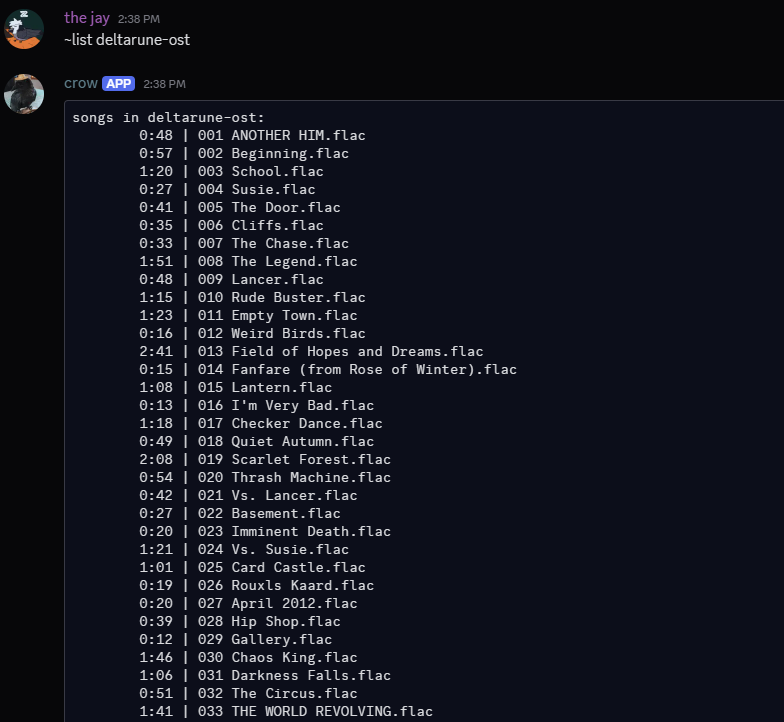 the jay 2:38 PM
~list deltarune-ost
crow APP 2:38 PM
songs in deltarune-ost:
0:48 | 001 ANOTHER HIM.flac
0:57 | 002 Beginning.flac
1:20 | 003 School.flac
0:27 | 004 Susie.flac
0:41 | 005 The Door.flac
0:35 | 006 Cliffs.flac
0:33 | 007 The Chase.flac
1:51 | 008 The Legend.flac
0:48 | 009 Lancer.flac
1:15 | 010 Rude Buster.flac
1:23 | 011 Empty Town.flac
0:16 | 012 Weird Birds.flac
2:41 | 013 Field of Hopes and Dreams.flac
0:15 | 014 Fanfare (from Rose of Winter).flac
1:08 | 015 Lantern.flac
0:13 | 016 I'm Very Bad.flac
1:18 | 017 Checker Dance.flac
0:49 | 018 Quiet Autumn.flac
2:08 | 019 Scarlet Forest.flac
0:54 | 020 Thrash Machine.flac
0:42 | 021 Vs. Lancer.flac
0:27 | 022 Basement.flac
0:20 | 023 Imminent Death.flac
1:21 | 024 Vs. Susie.flac
1:01 | 025 Card Castle.flac
0:19 | 026 Rouxls Kaard.flac
0:20 | 027 April 2012.flac
0:39 | 028 Hip Shop.flac
0:12 | 029 Gallery.flac
1:46 | 030 Chaos King.flac
1:06 | 031 Darkness Falls.flac
0:51 | 032 The Circus.flac
1:41 | 033 THE WORLD REVOLVING.flac